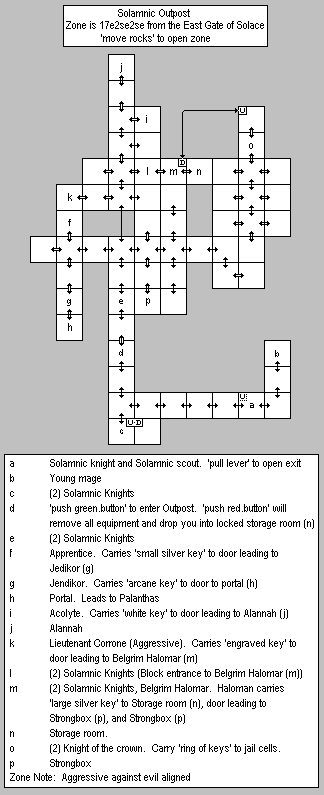 Solamnic Outpost
Zone is 17e2se2se from the East Gate of Solace
'move rocks' to open zone
j
i
U
o
D
l m n
k
f
g
e p
h
d
b
U
a
U D
c
a Solamnic knight and Solamnic scout. 'pull lever' to open exit
b Young mage
c (2) Solamnic Knights
d 'push green.button' to enter Outpost. 'push red.button' will
remove all equipment and drop you into locked storage room (n)
e (2) Solamnic Knights
f Apprentice. Carries 'small silver key' to door leading to
Jedikor (g)
g Jendikor. Carries 'arcane key' to door to portal (h)
h Portal. Leads to Palanthas
i Acolyte. Carries 'white key' to door leading to Alannah (j)
j Alannah
k Lieutenant Corrone (Aggressive). Carries 'engraved key' to
door leading to Belgrim Halomar (m)
l (2) Solamnic Knights (Block entrance to Belgrim Halomar (m))
m (2) Solamnic Knights, Belgrim Halomar. Haloman carries
'large silver key' to Storage room (n), door leading to
Strongbox (p), and Strongbox (p)
n Storage room.
o (2) Knight of the crown. Carry 'ring of keys' to jail cells.
p Strongbox
Zone Note: Aggressive against evil aligned